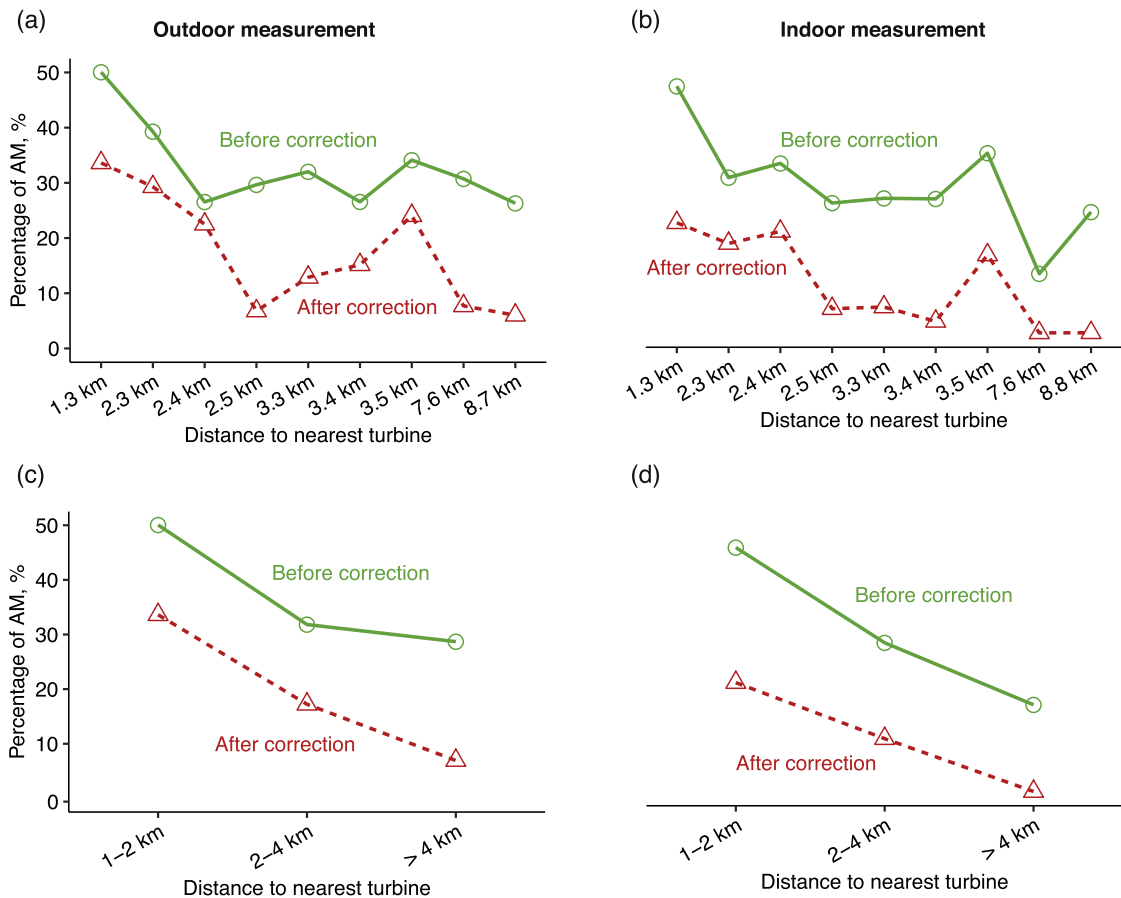 (a)
Outdoor measurement
Percentage of AM, %
50
40
30
20
10
0
Before correction
After correction
1.3 km
2.3 km
2.4 km
2.5 km
3.3 km
3.4 km
3.5 km
7.6 km
8.7 km
Distance to nearest turbine
(b)
Indoor measurement
Before correction
After correction
1.3 km
2.3 km
2.4 km
2.5 km
3.3 km
3.4 km
3.5 km
7.6 km
8.8 km
Distance to nearest turbine
(c)
Percentage of AM, %
50
40
30
20
10
0
Before correction
After correction
1–2 km
2–4 km
> 4 km
Distance to nearest turbine
(d)
Before correction
After correction
1–2 km
2–4 km
> 4 km
Distance to nearest turbine